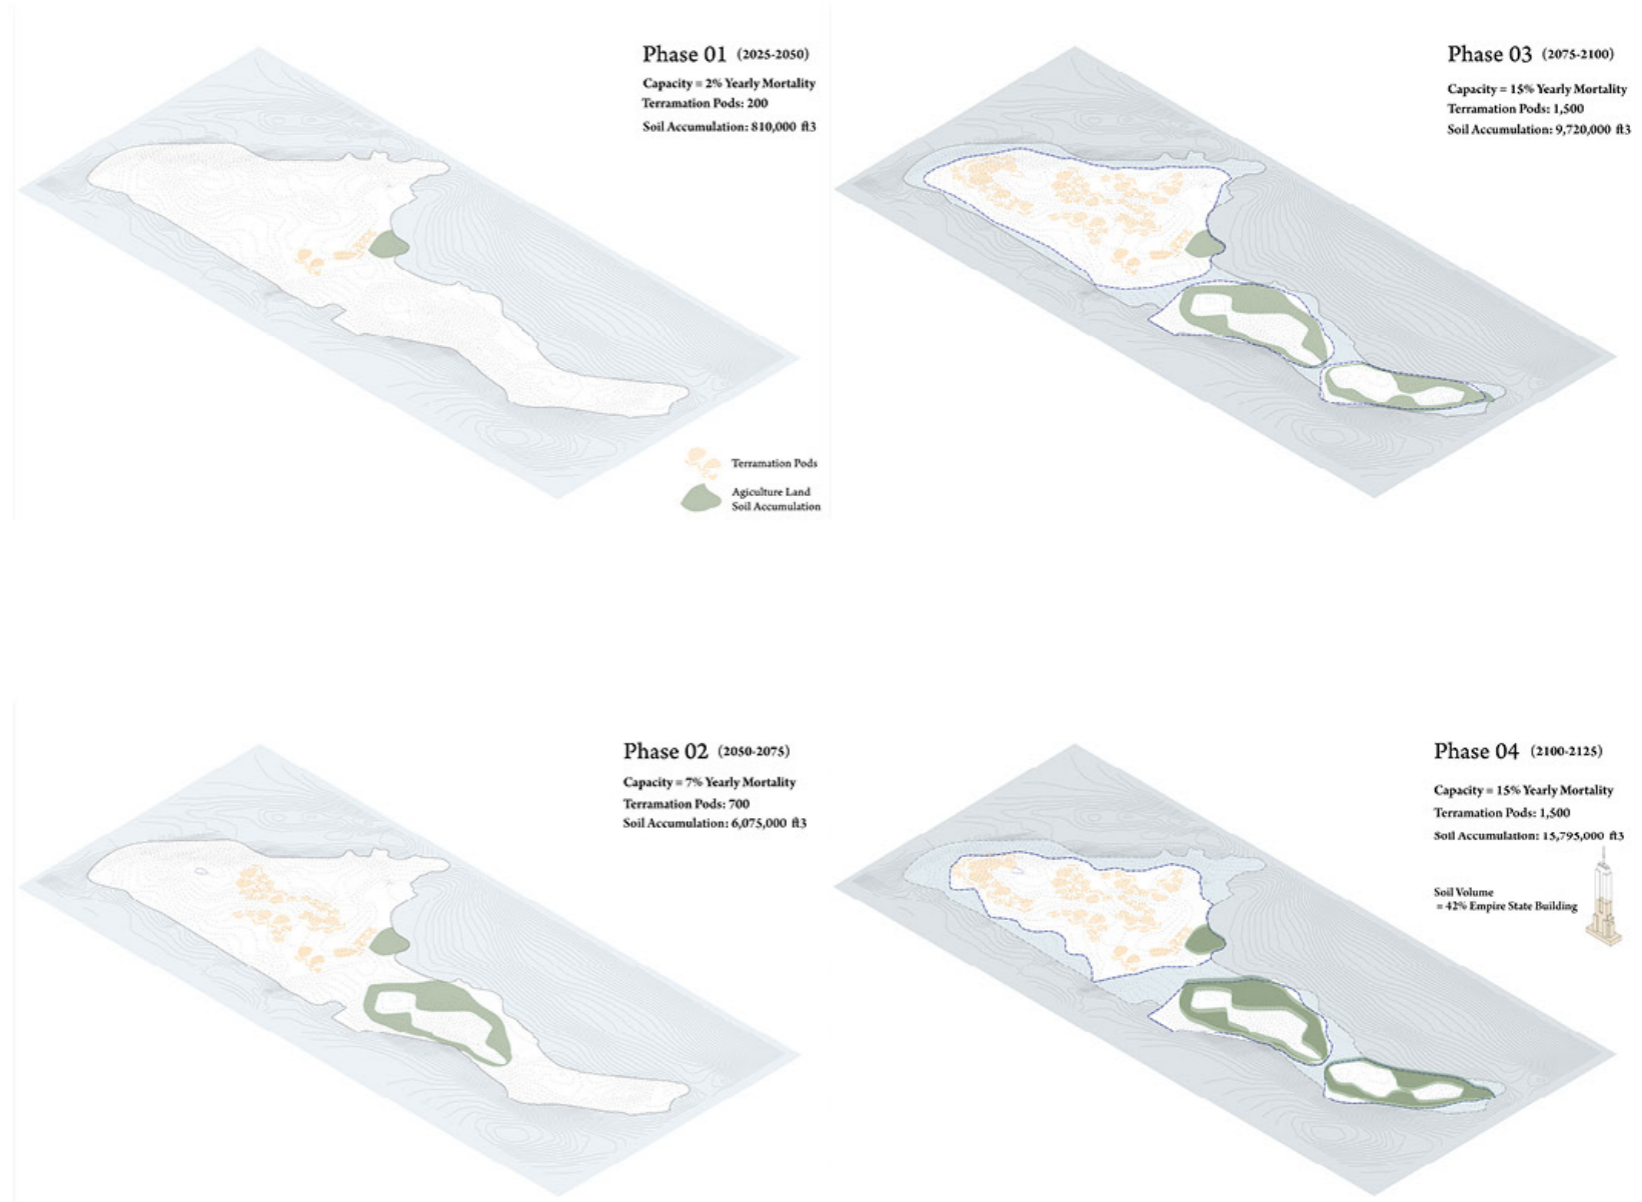 Phase 01 (2025-2050)
Capacity = 2% Yearly Mortality
Terramation Pods: 200
Soil Accumulation: 810,000 ft3
Terramation Pods
Agiculture Land
Soil Accumulation
Phase 03 (2075-2100)
Capacity = 15% Yearly Mortality
Terramation Pods: 1,500
Soil Accumulation: 9,720,000 ft3
Phase 02 (2050-2075)
Capacity = 7% Yearly Mortality
Terramation Pods: 700
Soil Accumulation: 6,075,000 ft3
Phase 04 (2100-2125)
Capacity = 15% Yearly Mortality
Terramation Pods: 1,500
Soil Accumulation: 15,795,000 ft3
Soil Volume
= 42% Empire State Building